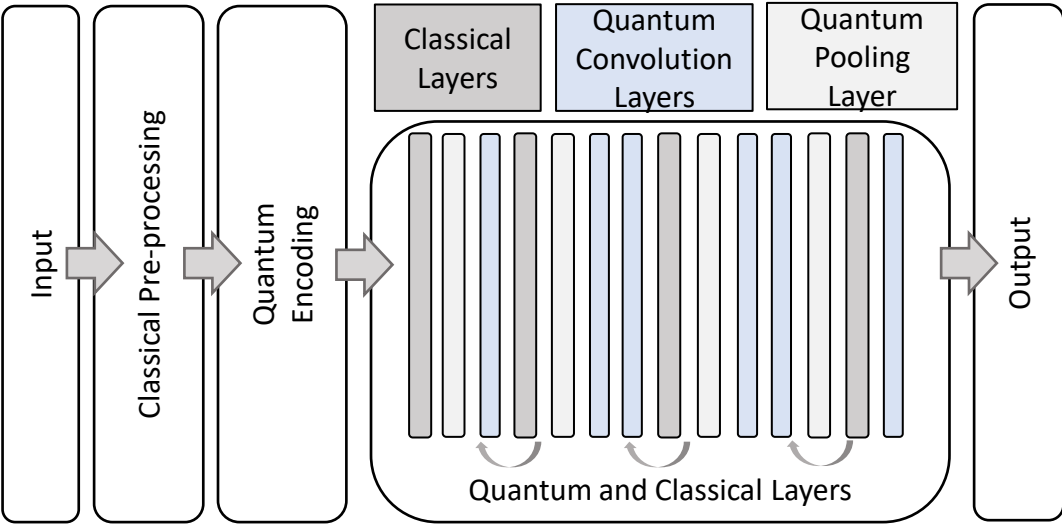 Input
Classical Pre-processing
Quantum
Encoding
Classical
Layers
Quantum
Convolution
Layers
Quantum
Pooling
Layer
Quantum and Classical Layers
Output